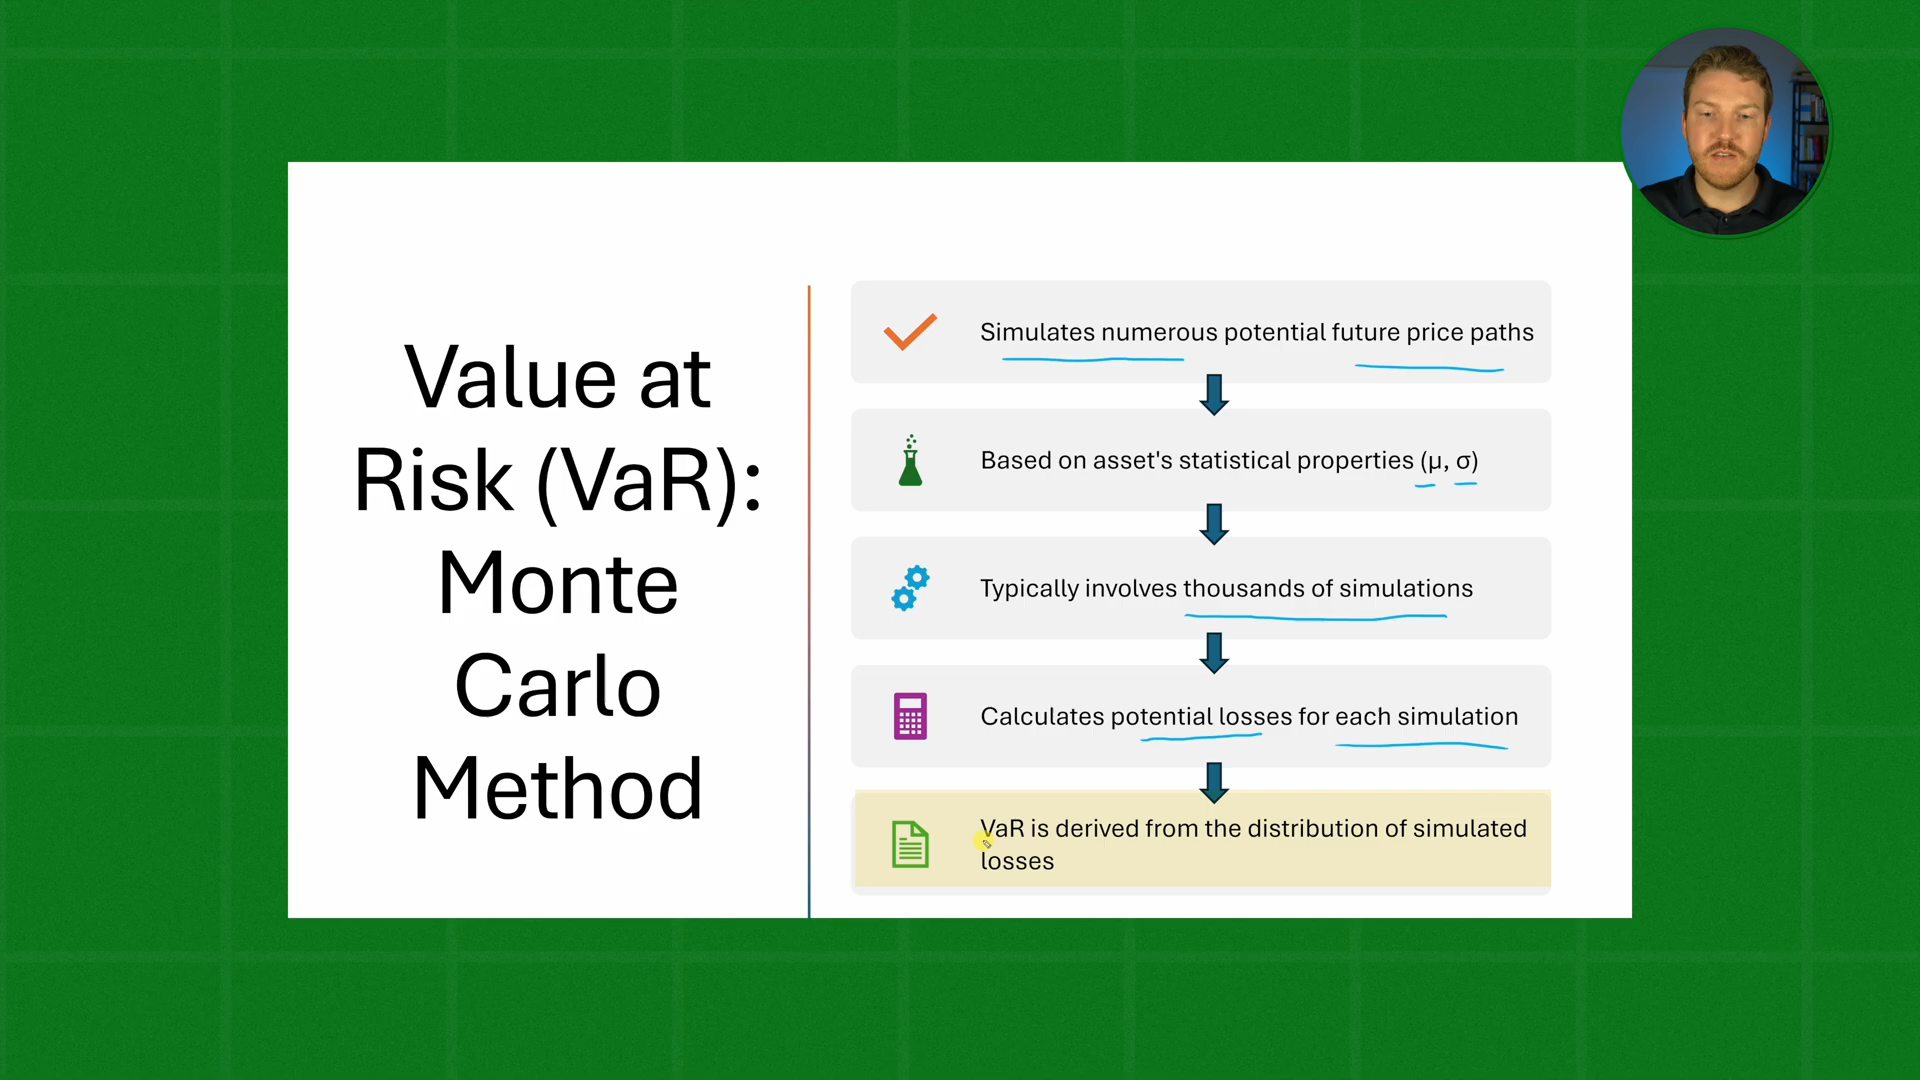 Value at
Risk (VaR):
Monte
Carlo
Method
Simulates numerous potential future price paths
Based on asset's statistical properties (μ, σ)
Typically involves thousands of simulations
Calculates potential losses for each simulation
VaR is derived from the distribution of simulated
losses